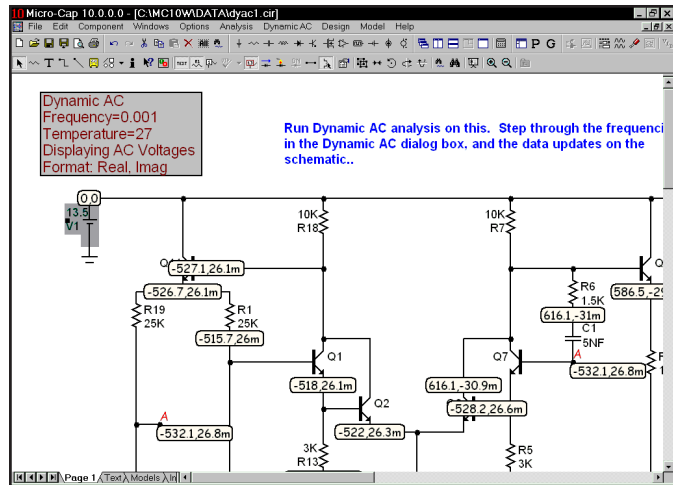 Micro-Cap 10.0.0.0 - [C:\MC10W\DATA\dyac1.cir]
File Edit Component Windows Options Analysis Dynamic AC Design Model Help
Dynamic AC
Frequency=0.001
Temperature=27
Displaying AC Voltages
Format: Real, Imag
Run Dynamic AC analysis on this. Step through the frequenci
in the Dynamic AC dialog box, and the data updates on the
schematic..
0,0
13.5
V1
10K
R18
10K
R7
-527.1,26.1m
-526.7,26.1m
R19
25K
R1
25K
-515.7,26m
R6
1.5K
616.1,-31m
C1
5NF
586.5,-29
Q1
-518,26.1m
Q7
616.1,-30.9m
A
-532.1,26.8m
Q2
-528.2,26.6m
-522,26.3m
A
-532.1,26.8m
3K
R13
R5
3K
Page 1 Text Models In